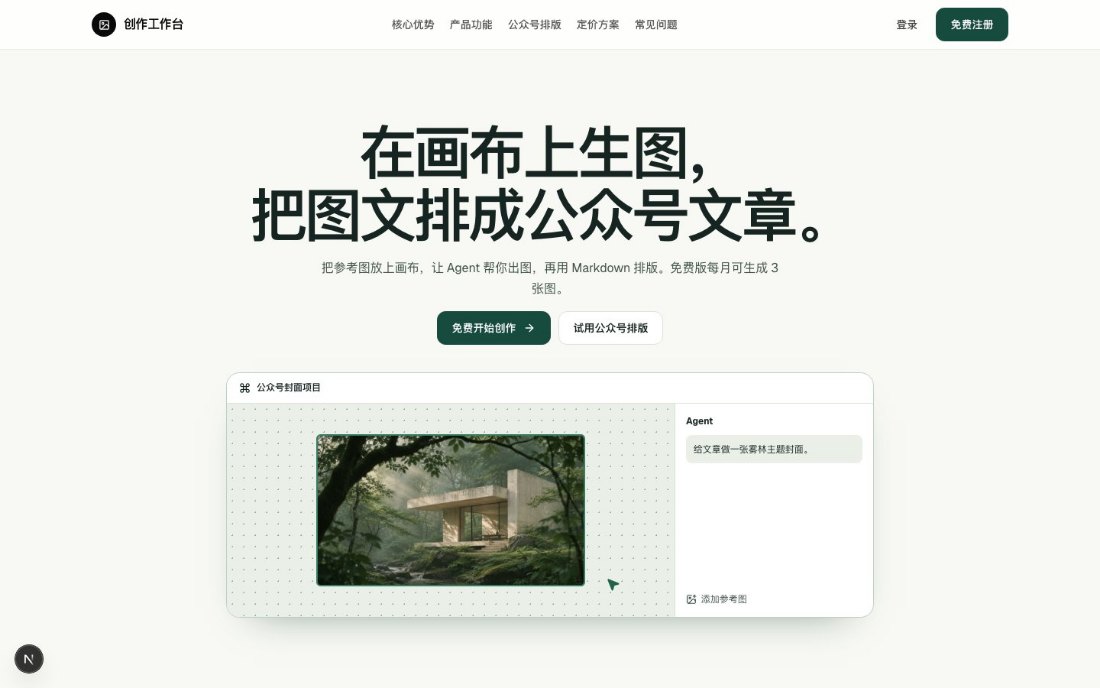 创作工作台
核心优势 产品功能 公众号排版 定价方案 常见问题
登录
免费注册
在画布上生图，
把图文排成公众号文章。
把参考图放上画布，让 Agent 帮你出图，再用 Markdown 排版。免费版每月可生成 3
张图。
免费开始创作 →
试用公众号排版
公众号封面项目
Agent
给文章做一张雾林主题封面。
添加参考图
N